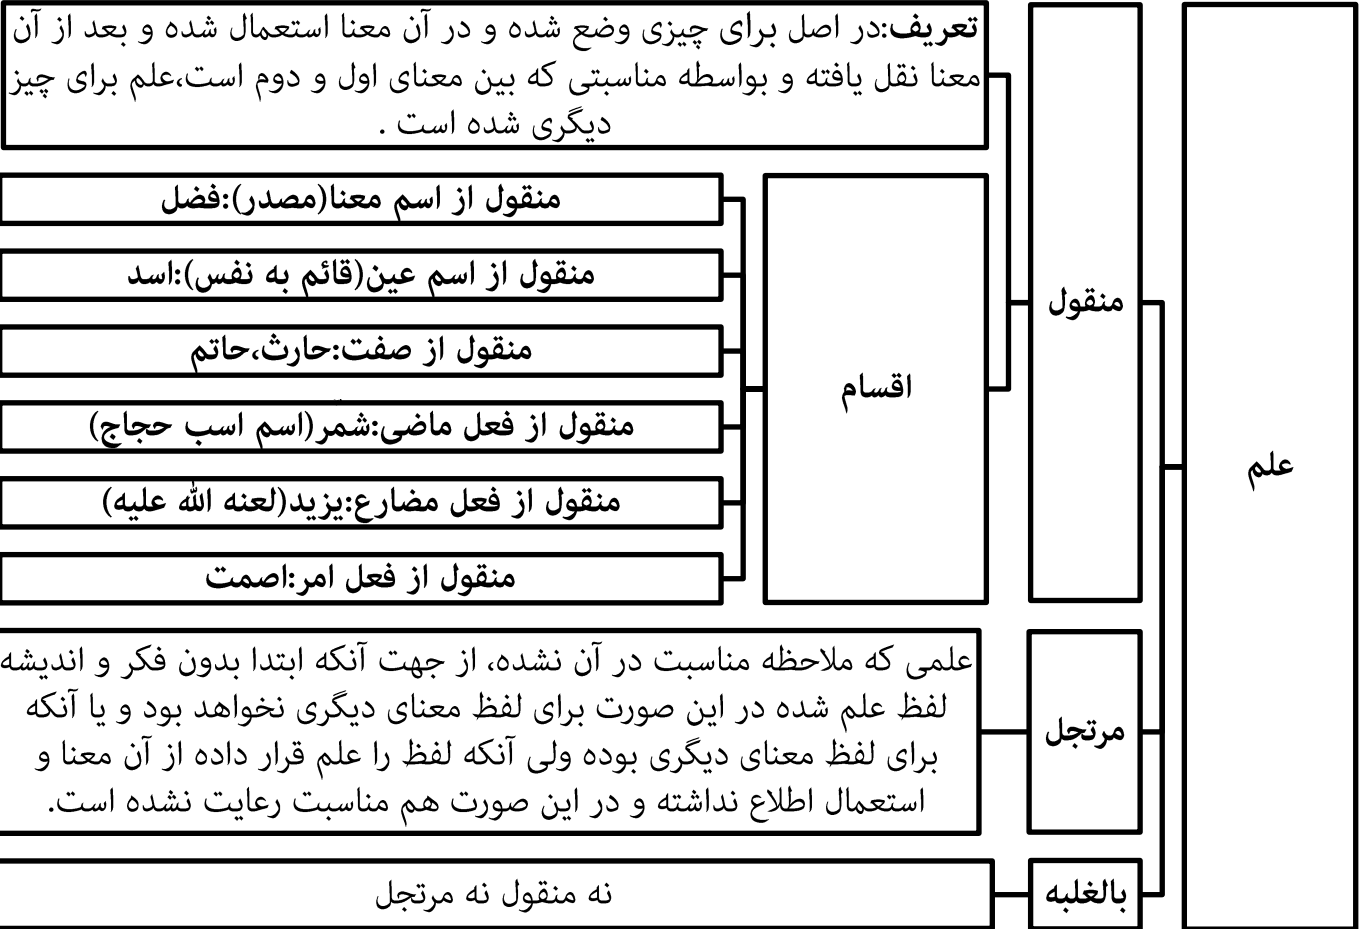 علم
منقول
تعریف:در اصل برای چیزی وضع شده و در آن معنا استعمال شده و بعد از آن
معنا نقل یافته و بواسطه مناسبتی که بین معنای اول و دوم است،علم برای چیز
دیگری شده است .
اقسام
منقول از اسم معنا(مصدر):فضل
منقول از اسم عین(قائم به نفس):اسد
منقول از صفت:حارث،حاتم
منقول از فعل ماضی:شمر(اسم اسب حجاج)
منقول از فعل مضارع:یزید(لعنه الله علیه)
منقول از فعل امر:اصمت
مرتجل
علمی که ملاحظه مناسبت در آن نشده، از جهت آنکه ابتدا بدون فکر و اندیشه
لفظ علم شده در این صورت برای لفظ معنای دیگری نخواهد بود و یا آنکه
برای لفظ معنای دیگری بوده ولی آنکه لفظ را علم قرار داده از آن معنا و
استعمال اطلاع نداشته و در این صورت هم مناسبت رعایت نشده است.
بالغلبه
نه منقول نه مرتجل